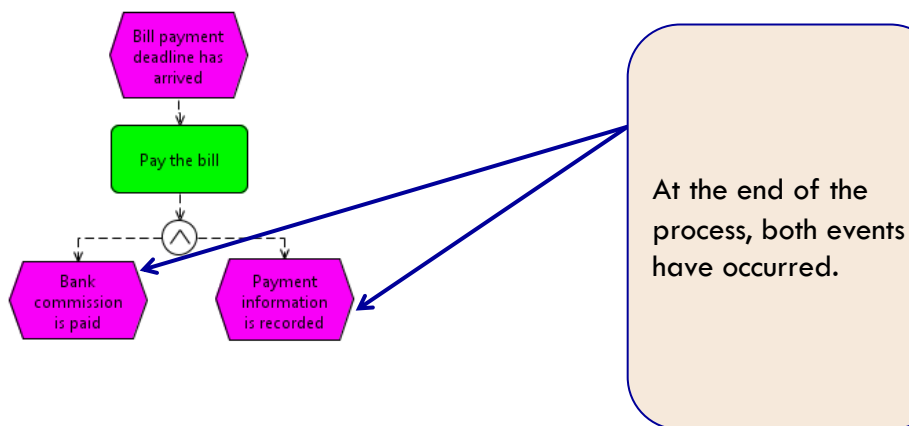 Bill payment
deadline has
arrived
Pay the bill
Bank
commission
is paid
Payment
information
is recorded
At the end of the
process, both events
have occurred.